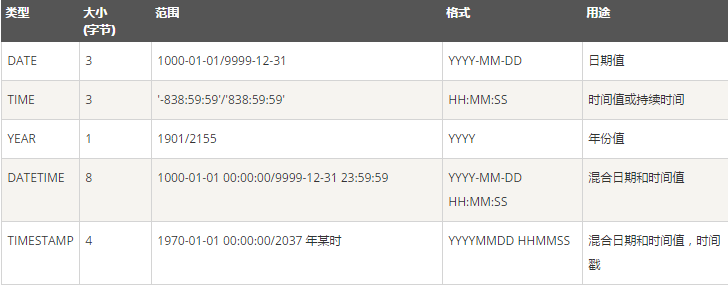 类型 大小 范围 格式 用途
(字节)
DATE 3 1000-01-01/9999-12-31 YYYY-MM-DD 日期值
TIME 3 '-838:59:59'/'838:59:59' HH:MM:SS 时间值或持续时间
YEAR 1 1901/2155 YYYY 年份值
DATETIME 8 1000-01-01 00:00:00/9999-12-31 23:59:59 YYYY-MM-DD 混合日期和时间值
HH:MM:SS
TIMESTAMP 4 1970-01-01 00:00:00/2037 年某时 YYYYMMDD HHMMSS 混合日期和时间值，时间
戳